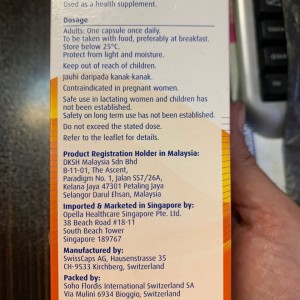 Used as a health supplement.
Dosage
Adults: One capsule once daily.
To be taken with food, preferably at breakfast.
Store below 25°C.
Protect from light and moisture.
Keep out of reach of children.
Jauhi daripada kanak-kanak.
Contraindicated in pregnant women.
Safe use in lactating women and children has
not been established.
Safety on long term use has not been established.
Do not exceed the stated dose.
Refer to the leaflet for details.
Product Registration Holder in Malaysia:
DKSH Malaysia Sdn Bhd
B-11-01, The Ascent,
Paradigm No. 1, Jalan SS7/26A,
Kelana Jaya 47301 Petaling Jaya
Selangor Darul Ehsan, Malaysia
Imported & Marketed in Singapore by:
Opella Healthcare Singapore Pte. Ltd.
38 Beach Road #18-11
South Beach Tower
Singapore 189767
Manufactured by:
SwissCaps AG, Hausenstrasse 35
CH-9533 Kirchberg, Switzerland
Packed by:
Soho Flordis International Switzerland SA
Via Mulini 6934 Bioggio, Switzerland